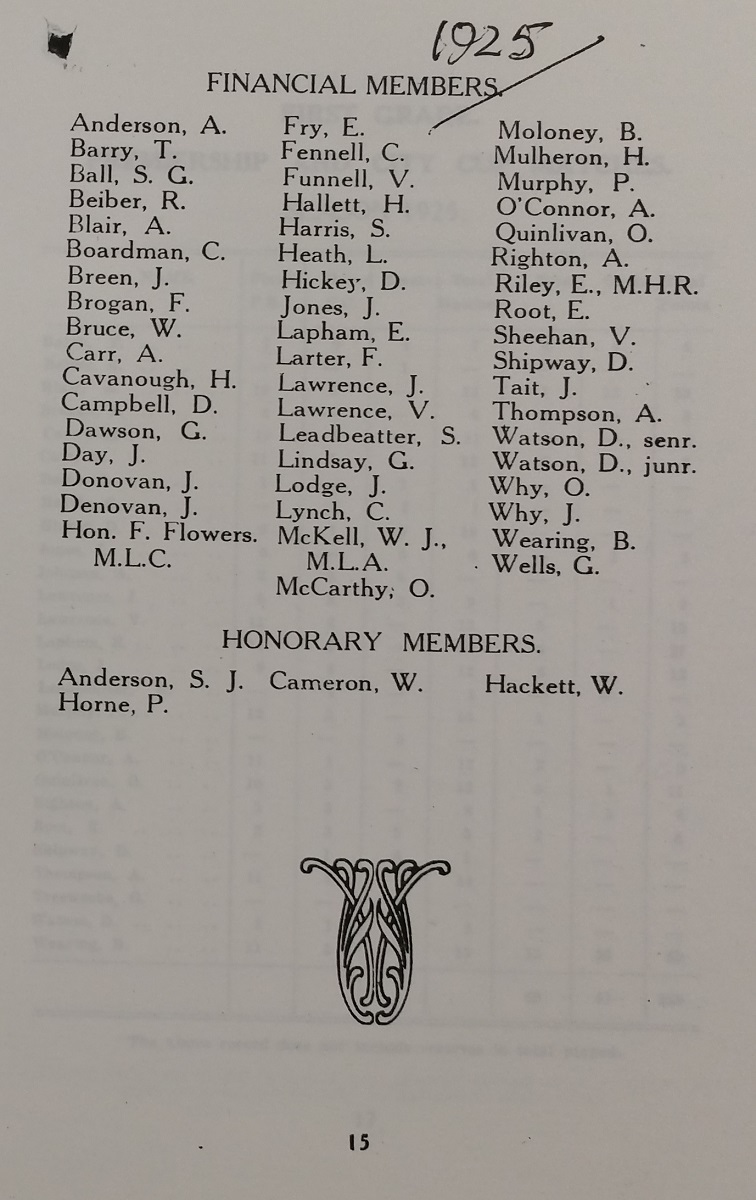 1925
FINANCIAL MEMBERS.
Anderson, A.
Barry, T.
Ball, S. G.
Beiber, R.
Blair, A.
Boardman, C.
Breen, J.
Brogan, F.
Bruce, W.
Carr, A.
Cavanough, H.
Campbell, D.
Dawson, G.
Day, J.
Donovan, J.
Denovan, J.
Hon. F. Flowers.
M.L.C.
Fry, E.
Fennell, C.
Funnell, V.
Hallett, H.
Harris, S.
Heath, L.
Hickey, D.
Jones, J.
Lapham, E.
Larter, F.
Lawrence, J.
Lawrence, V.
Leadbeatter, S.
Lindsay, G.
Lodge, J.
Lynch, C.
McKell, W. J.,
M.L.A.
McCarthy, O.
Moloney, B.
Mulheron, H.
Murphy, P.
O'Connor, A.
Quinlivan, O.
Righton, A.
Riley, E., M.H.R.
Root, E.
Sheehan, V.
Shipway, D.
Tait, J.
Thompson, A.
Watson, D., senr.
Watson, D., junr.
Why, O.
Why, J.
Wearing, B.
Wells, G.
HONORARY MEMBERS.
Anderson, S. J. Cameron, W. Hackett, W.
Horne, P.
15